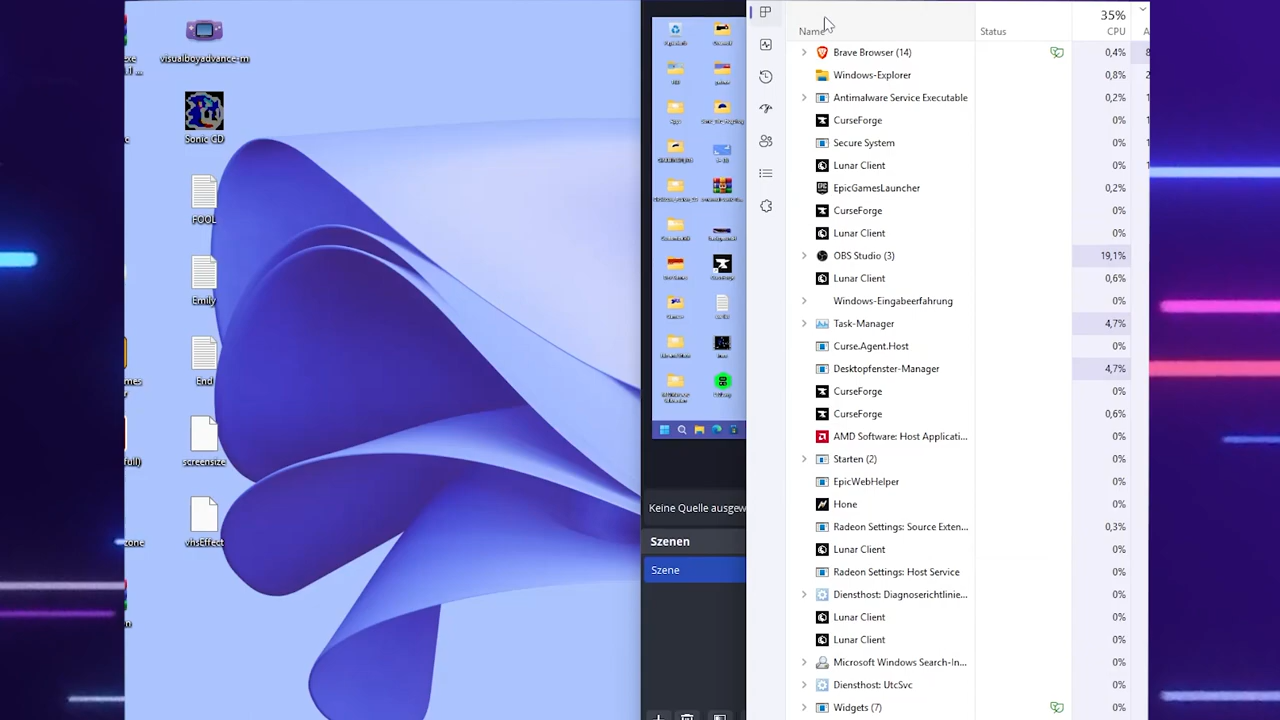 exe
IT ...
visualboyadvance-m
Sonic CD
FOOL
Emily
End
mes
screensize
(full)
vhsEffect
zone
Keine Quelle ausgew
Szenen
Szene
35%
Name
Status
CPU
Brave Browser (14)
0,4%
Windows-Explorer
0,8%
Antimalware Service Executable
0,2%
CurseForge
0%
Secure System
0%
Lunar Client
0%
EpicGamesLauncher
0,2%
CurseForge
0%
Lunar Client
0%
OBS Studio (3)
19,1%
Lunar Client
0,6%
Windows-Eingabeerfahrung
0%
Task-Manager
4,7%
Curse.Agent.Host
0%
Desktopfenster-Manager
4,7%
CurseForge
0%
CurseForge
0,6%
AMD Software: Host Applicati...
0%
Starten (2)
0%
EpicWebHelper
0%
Hone
0%
Radeon Settings: Source Exten...
0,3%
Lunar Client
0%
Radeon Settings: Host Service
0%
Diensthost: Diagnoserichtlinie...
0%
Lunar Client
0%
Lunar Client
0%
Microsoft Windows Search-In...
0%
Diensthost: UtcSvc
0%
Widgets (7)
0%